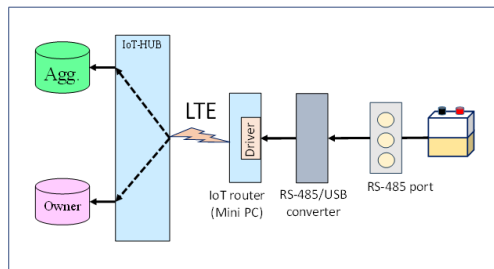 IoT-HUB
Agg.
LTE
Driver
Owner
IoT router
(Mini PC)
RS-485/USB
converter
RS-485 port